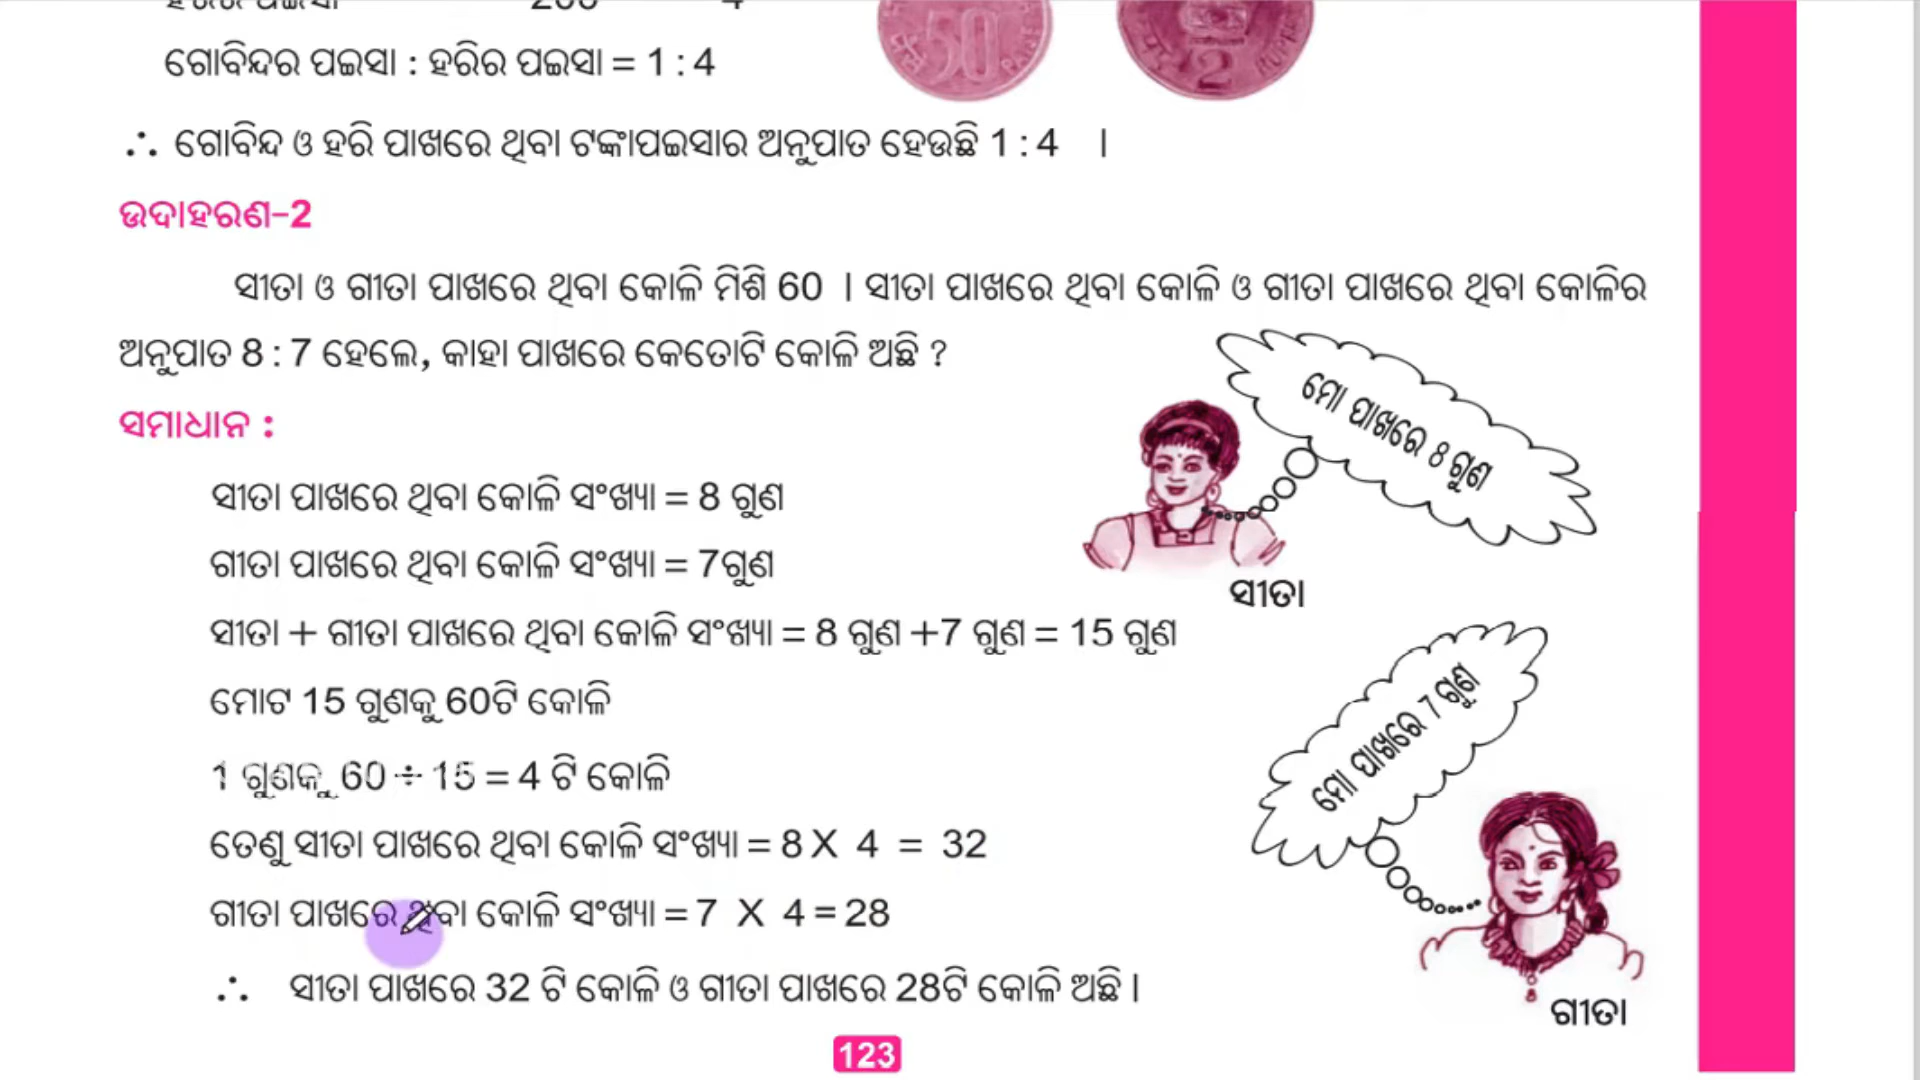 ଗୋବିନ୍ଦର ପଇସା : ହରିର ପଇସା = 1 : 4
50
2
∴ ଗୋବିନ୍ଦ ଓ ହରି ପାଖରେ ଥିବା ଟଙ୍କାପଇସାର ଅନୁପାତ ହେଉଛି 1 : 4 ।
ଉଦାହରଣ-2
ସୀତା ଓ ଗୀତା ପାଖରେ ଥିବା କୋଳି ମିଶି 60 । ସୀତା ପାଖରେ ଥିବା କୋଳି ଓ ଗୀତା ପାଖରେ ଥିବା କୋଳିର
ଅନୁପାତ 8 : 7 ହେଲେ, କାହା ପାଖରେ କେତୋଟି କୋଳି ଅଛି ?
ମୋ ପାଖରେ 8 ଗୁଣ
ସମାଧାନ :
ସୀତା ପାଖରେ ଥିବା କୋଳି ସଂଖ୍ୟା = 8 ଗୁଣ
ଗୀତା ପାଖରେ ଥିବା କୋଳି ସଂଖ୍ୟା = 7ଗୁଣ
ସୀତା
ସୀତା + ଗୀତା ପାଖରେ ଥିବା କୋଳି ସଂଖ୍ୟା = 8 ଗୁଣ +7 ଗୁଣ = 15 ଗୁଣ
ମୋଟ 15 ଗୁଣକୁ 60ଟି କୋଳି
ମୋ ପାଖରେ 7 ଗୁଣ
1 ଗୁଣକୁ 60 ÷ 15 = 4 ଟି କୋଳି
ତେଣୁ ସୀତା ପାଖରେ ଥିବା କୋଳି ସଂଖ୍ୟା = 8 X 4 = 32
ଗୀତା ପାଖରେ ଥିବା କୋଳି ସଂଖ୍ୟା = 7 X 4 = 28
∴ ସୀତା ପାଖରେ 32 ଟି କୋଳି ଓ ଗୀତା ପାଖରେ 28ଟି କୋଳି ଅଛି ।
ଗୀତା
123